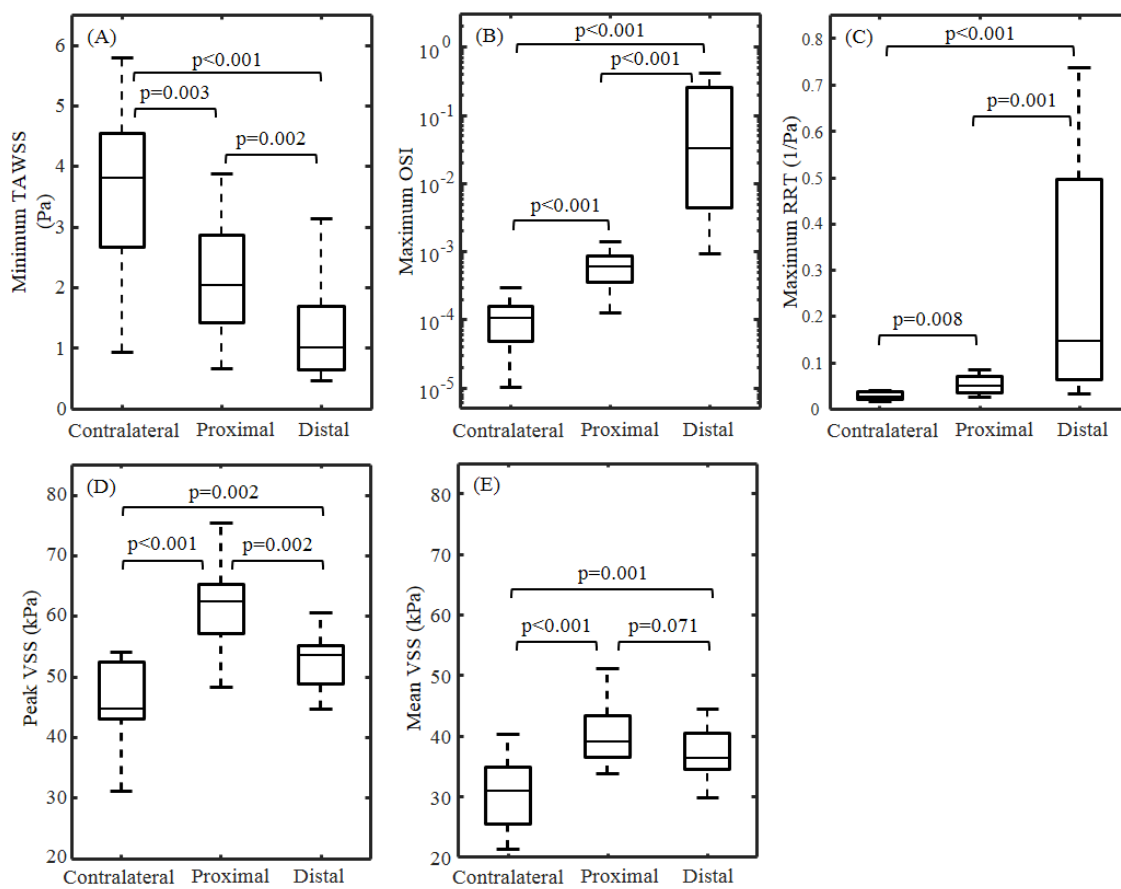 (A)
Minimum TAWSS
(Pa)
6
5
4
3
2
1
0
p<0.001
p=0.003
p=0.002
Contralateral Proximal Distal
(B)
Maximum OSI
10^0
10^-1
10^-2
10^-3
10^-4
10^-5
p<0.001
p<0.001
p<0.001
Contralateral Proximal Distal
(C)
Maximum RRT (1/Pa)
0.8
0.7
0.6
0.5
0.4
0.3
0.2
0.1
0
p<0.001
p=0.001
p=0.008
Contralateral Proximal Distal
(D)
Peak VSS (kPa)
80
70
60
50
40
30
20
p=0.002
p<0.001 p=0.002
Contralateral Proximal Distal
(E)
Mean VSS (kPa)
80
70
60
50
40
30
20
p=0.001
p<0.001 p=0.071
Contralateral Proximal Distal